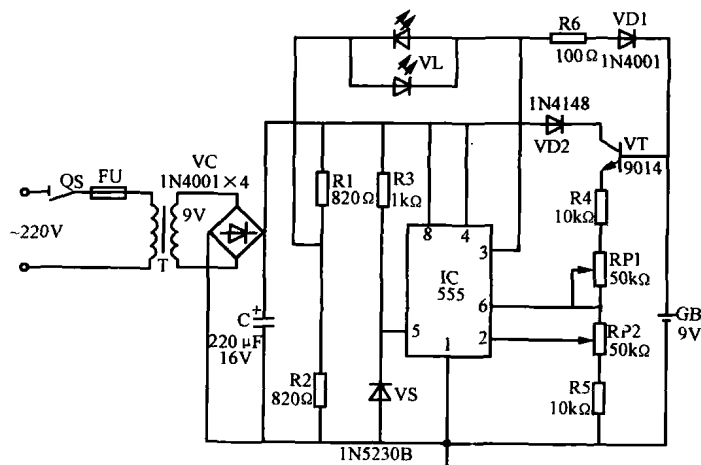 R6
VD1
100Ω
1N4001
VL
1N4148
VD2
VT
9014
VC
1N4001×4
QS
FU
9V
~220V
T
R1
820Ω
R3
1kΩ
R4
10kΩ
8
4
3
IC
555
6
5
2
1
RP1
50kΩ
GB
9V
RP2
50kΩ
C
+
220μF
16V
R2
820Ω
VS
R5
10kΩ
1N5230B